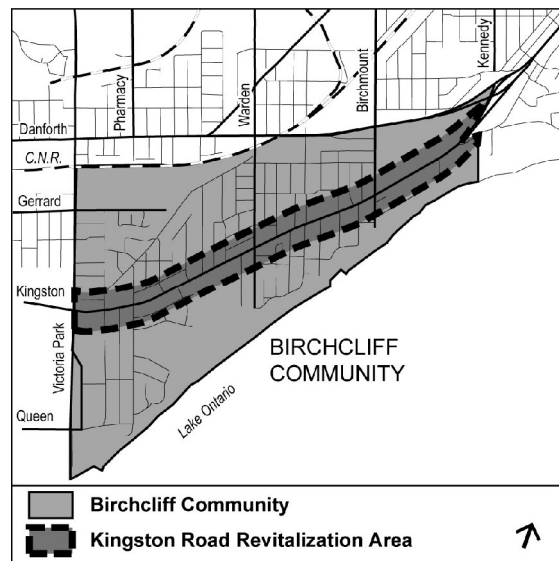 Pharmacy
Warden
Birchmount
Kennedy
Danforth
C.N.R.
Gerrard
Kingston
Victoria Park
Queen
Lake Ontario
BIRCHCLIFF
COMMUNITY
Birchcliff Community
Kingston Road Revitalization Area